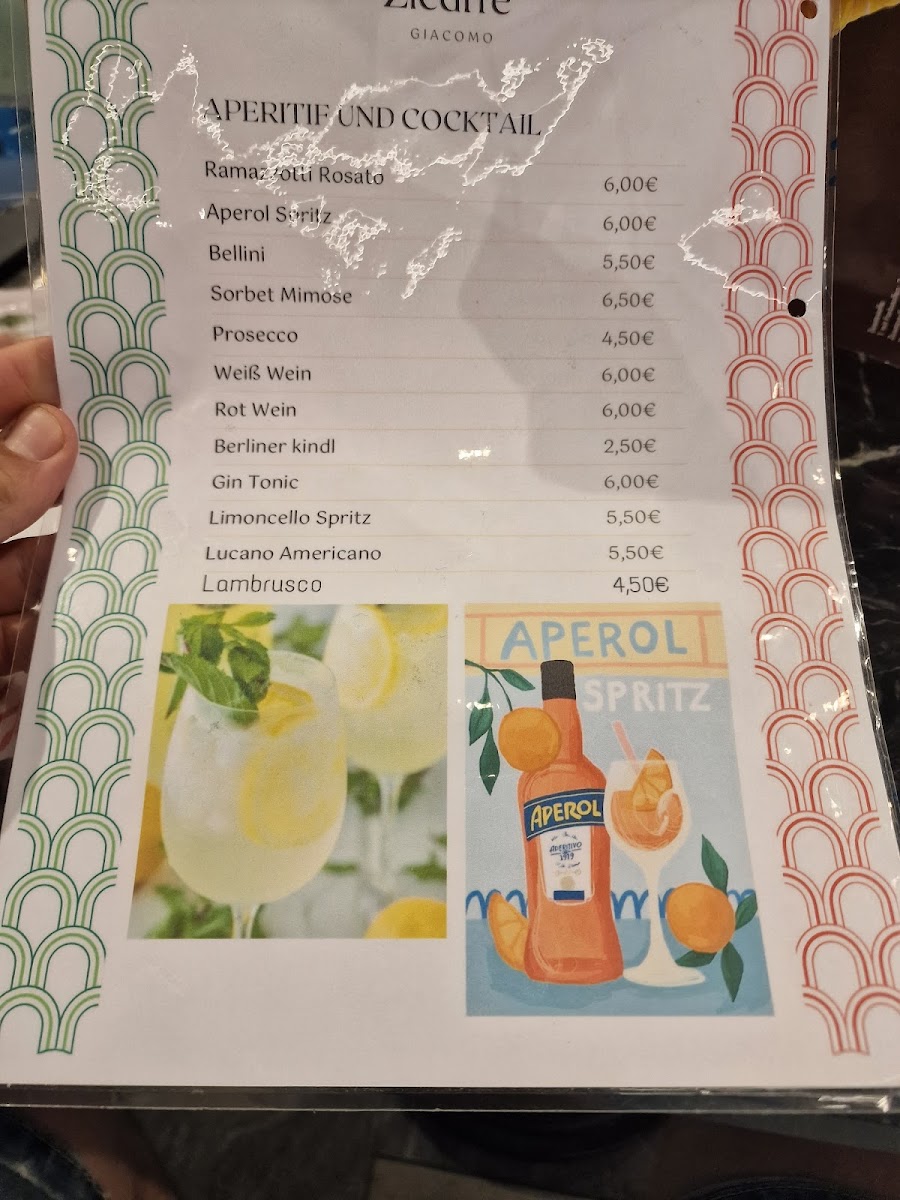 GIACOMO
APERITIF UND COCKTAIL
Ramazzotti Rosato 6,00€
Aperol Spritz 6,00€
Bellini 5,50€
Sorbet Mimose 6,50€
Prosecco 4,50€
Weiß Wein 6,00€
Rot Wein 6,00€
Berliner kindl 2,50€
Gin Tonic 6,00€
Limoncello Spritz 5,50€
Lucano Americano 5,50€
Lambrusco 4,50€
APEROL
SPRITZ
APEROL
APERITIVO
1919